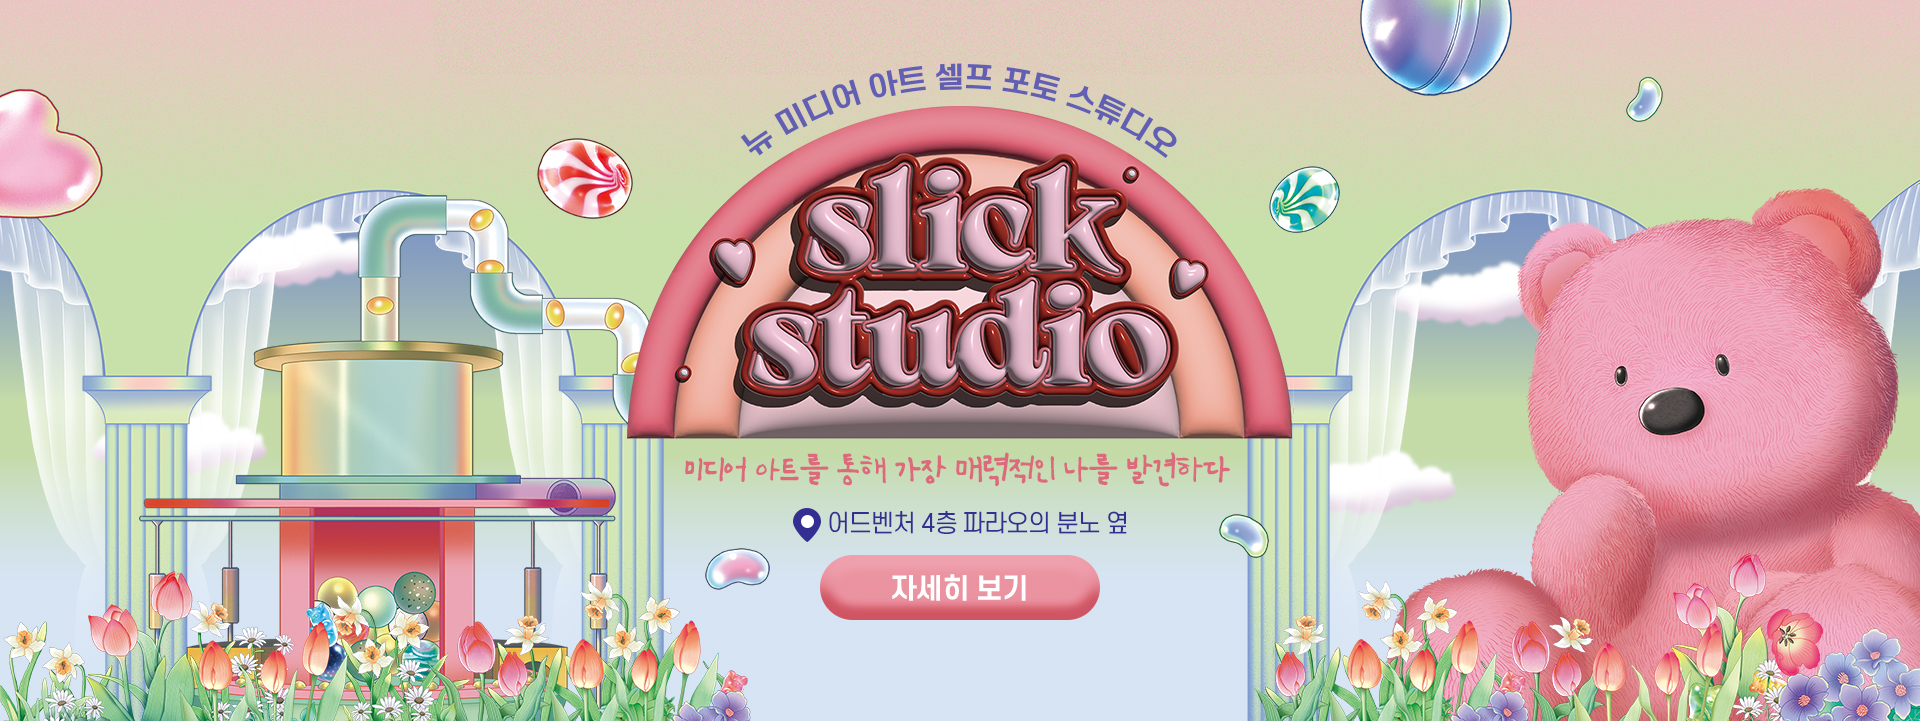 뉴 미디어 아트 셀프 포토 스튜디오
slick
studio
미디어 아트를 통해 가장 매력적인 나를 발견하다
어드벤처 4층 파라오의 분노 옆
자세히 보기